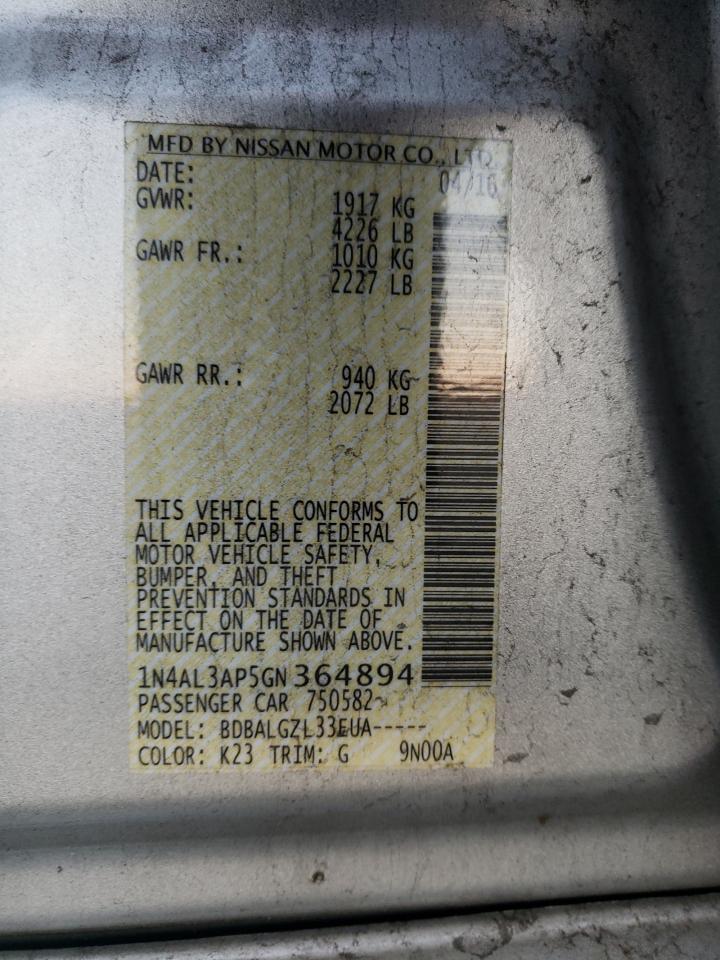 MFD BY NISSAN MOTOR CO., LTD.
DATE: 04/16
GVWR: 1917 KG
4226 LB
GAWR FR.: 1010 KG
2227 LB
GAWR RR.: 940 KG
2072 LB
THIS VEHICLE CONFORMS TO
ALL APPLICABLE FEDERAL
MOTOR VEHICLE SAFETY,
BUMPER, AND THEFT
PREVENTION STANDARDS IN
EFFECT ON THE DATE OF
MANUFACTURE SHOWN ABOVE.
1N4AL3AP5GN364894
PASSENGER CAR 750582
MODEL: BDBALGZL33EUA-----
COLOR: K23 TRIM: G 9N00A